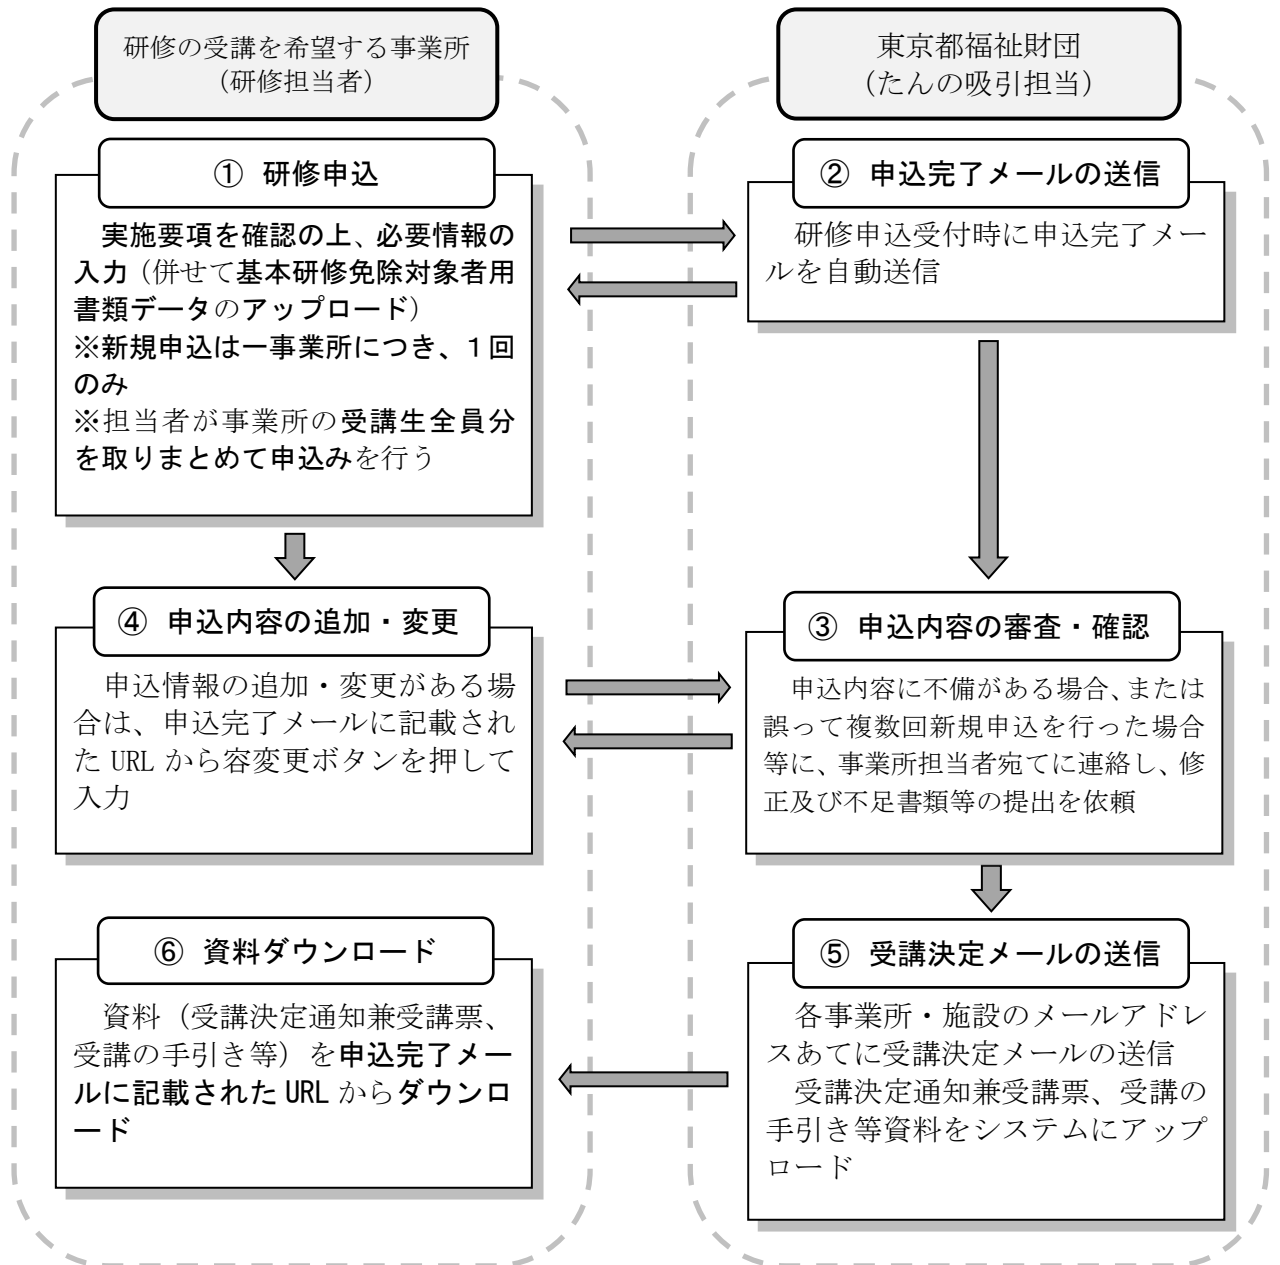 研修の受講を希望する事業所
（研修担当者）
東京都福祉財団
（たんの吸引担当）
① 研修申込
実施要項を確認の上、必要情報の
入力（併せて基本研修免除対象者用
書類データのアップロード）
※新規申込は一事業所につき、１回
のみ
※担当者が事業所の受講生全員分
を取りまとめて申込みを行う
② 申込完了メールの送信
研修申込受付時に申込完了メー
ルを自動送信
④ 申込内容の追加・変更
申込情報の追加・変更がある場
合は、申込完了メールに記載され
た URL から容変更ボタンを押して
入力
③ 申込内容の審査・確認
申込内容に不備がある場合、または
誤って複数回新規申込を行った場合
等に、事業所担当者宛てに連絡し、修
正及び不足書類等の提出を依頼
⑥ 資料ダウンロード
資料（受講決定通知兼受講票、
受講の手引き等）を申込完了メー
ルに記載された URL からダウンロ
ード
⑤ 受講決定メールの送信
各事業所・施設のメールアドレ
スあてに受講決定メールの送信
受講決定通知兼受講票、受講の
手引き等資料をシステムにアップ
ロード